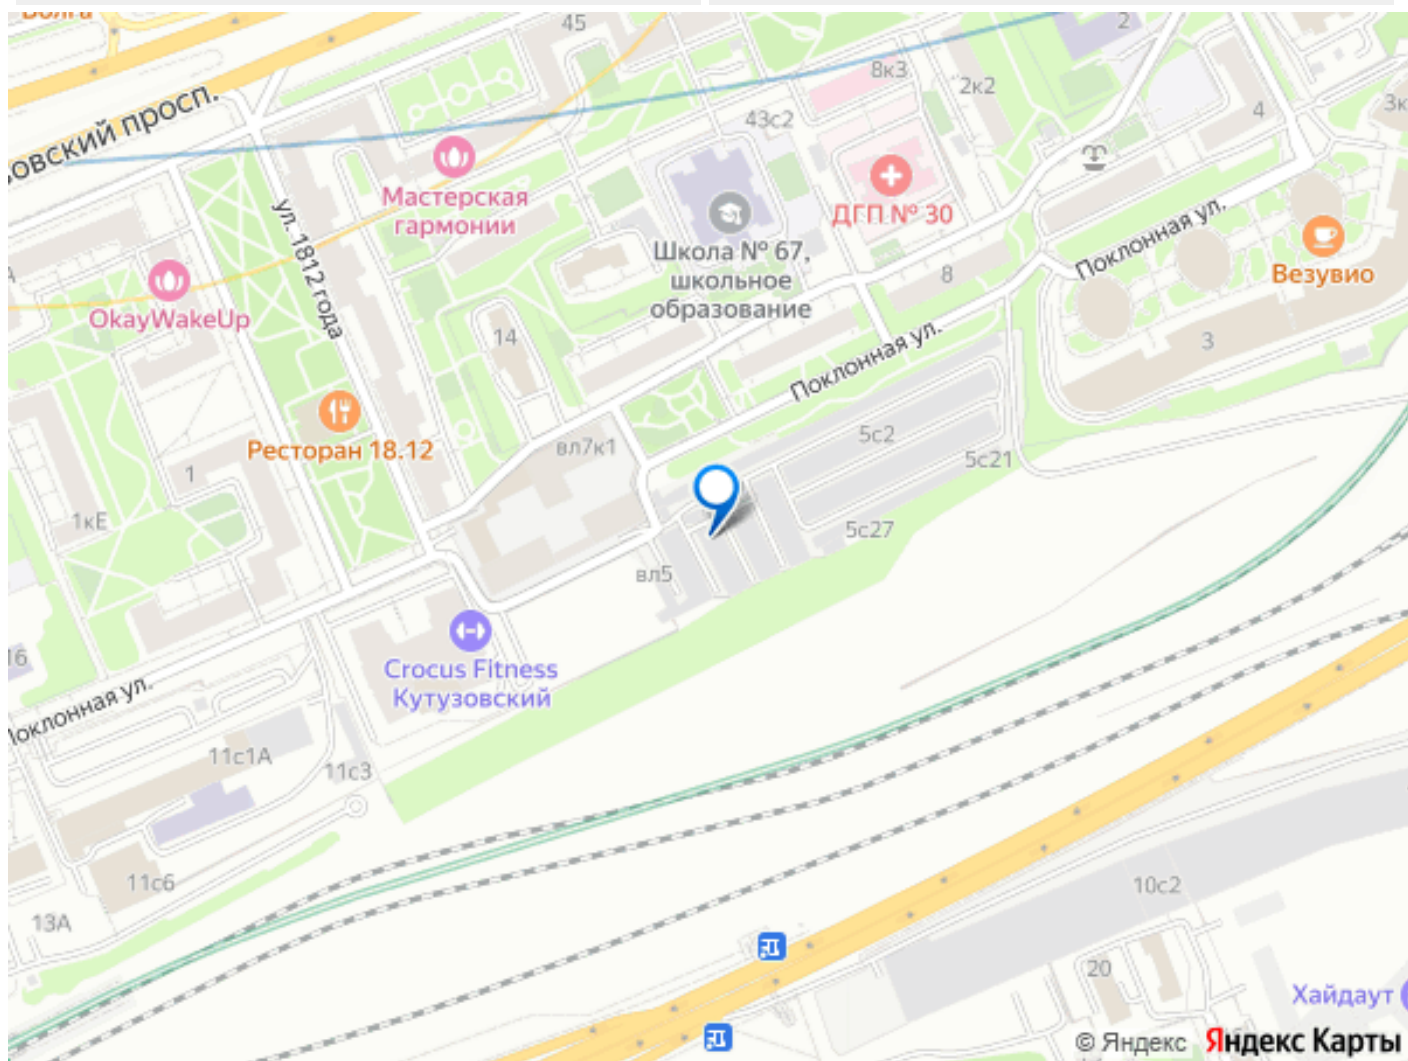 Волга
45
2
8к3
2к2
4
3к
43с2
овский просп.
Мастерская
гармонии
ДГП № 30
ул. 1812 года
Поклонная ул.
Школа № 67,
школьное
образование
Везувио
8
OkayWakeUp
14
3
Поклонная ул.
Ресторан 18.12
вл7к1
5с2
5с21
1
1кЕ
5с27
вл5
16
Crocus Fitness
Кутузовский
Поклонная ул.
11с1А
11с3
11с6
10с2
13А
20
Хайдаут
© Яндекс Яндекс Карты